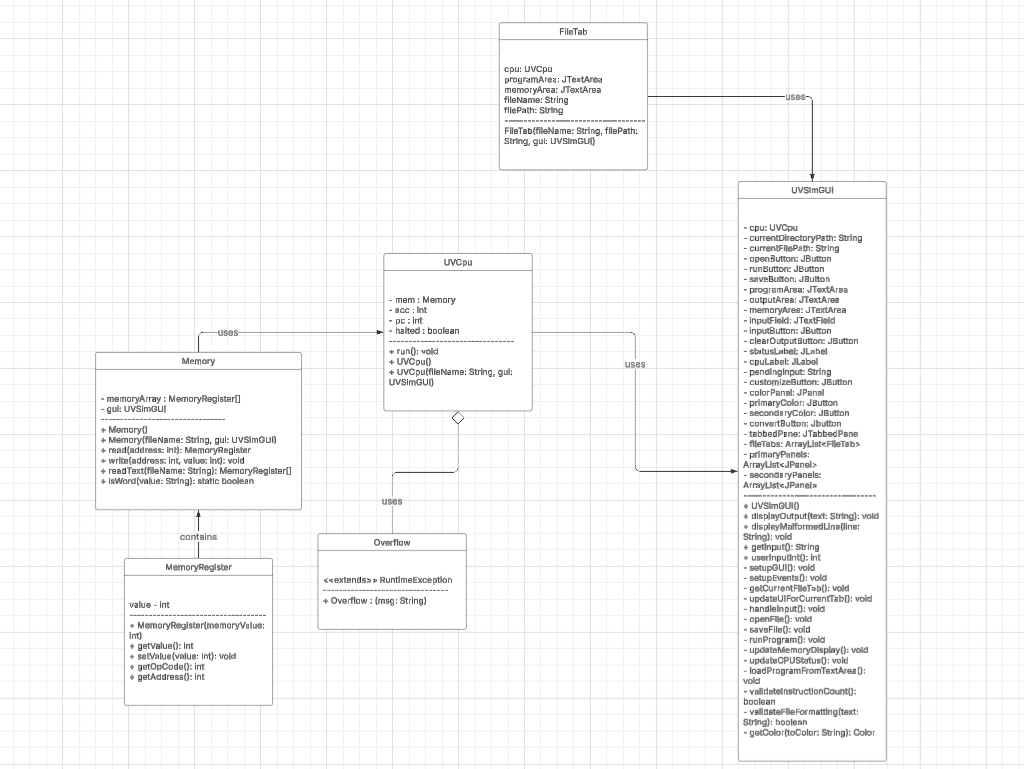 FileTab
cpu: UVCpu
programArea: JTextArea
memoryArea: JTextArea
fileName: String
filePath: String
FileTab(fileName: String, filePath:
String, gui: UVSimGUI)
uses
UVSimGUI
- cpu: UVCpu
- currentDirectoryPath: String
- currentFilePath: String
- openButton: JButton
- runButton: JButton
- saveButton: JButton
- programArea: JTextArea
- outputArea: JTextArea
- memoryArea: JTextArea
- inputField: JTextField
- inputButton: JButton
- clearOutputButton: JButton
- statusLabel: JLabel
- cpuLabel: JLabel
- pendingInput: String
- customizeButton: JButton
- colorPanel: JPanel
- primaryColor: JButton
- secondaryColor: JButton
- convertButton: Jbutton
- tabbedPane: JTabbedPane
- fileTabs: ArrayList<FileTab>
- primaryPanels:
ArrayList<JPanel>
- secondaryPanels:
ArrayList<JPanel>
+ UVSimGUI()
+ displayOutput(text: String): void
+ displayMalformedLine(line:
String): void
+ getInput(): String
+ userInputInt(): int
- setupGUI(): void
- setupEvents(): void
- getCurrentFileTab(): void
- updateUIForCurrentTab(): void
- handleInput(): void
- openFile(): void
- saveFile(): void
- runProgram(): void
- updateMemoryDisplay(): void
- updateCPUStatus(): void
- loadProgramFromTextArea():
void
- validateInstructionCount():
boolean
- validateFileFormatting(text:
String): boolean
- getColor(toColor: String): Color
UVCpu
- mem : Memory
- acc : int
- pc : int
- halted : boolean
+ run(): void
+ UVCpu()
+ UVCpu(fileName: String, gui:
UVSimGUI)
uses
uses
Memory
- memoryArray : MemoryRegister[]
- gui: UVSimGUI
+ Memory()
+ Memory(fileName: String, gui: UVSimGUI)
+ read(address: int): MemoryRegister
+ write(address: int, value: int): void
+ readText(fileName: String): MemoryRegister[]
+ isWord(value: String): static boolean
contains
MemoryRegister
value - int
+ MemoryRegister(memoryValue:
int)
+ getValue(): int
+ setValue(value: int): void
+ getOpCode(): int
+ getAddress(): int
uses
Overflow
<<extends>> RuntimeException
+ Overflow : (msg: String)